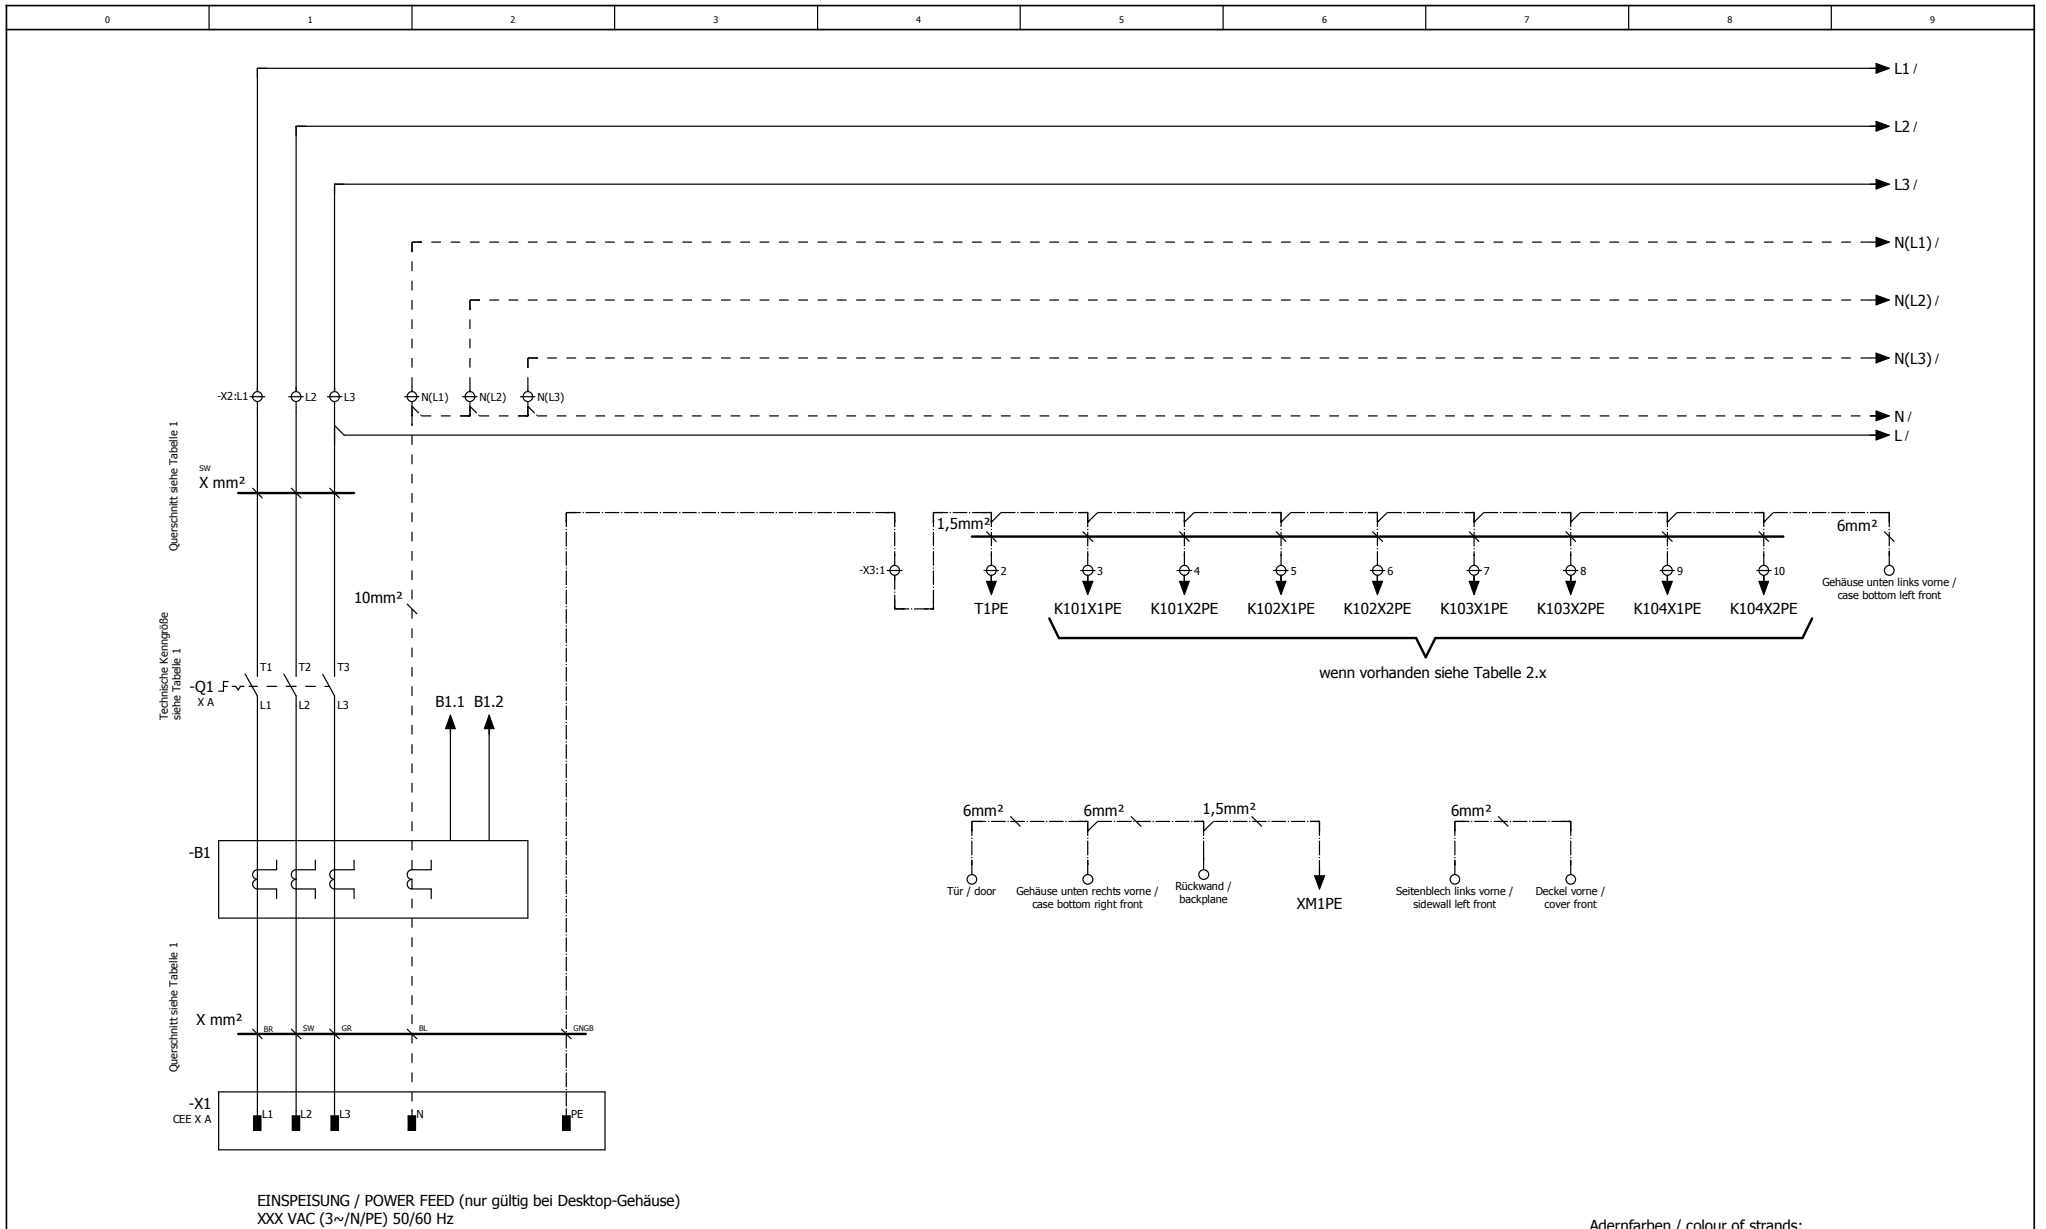 0 1 2 3 4 5 6 7 8 9
L1 /
L2 /
L3 /
N(L1) /
N(L2) /
N(L3) /
-X2:L1 L2 L3 N(L1) N(L2) N(L3)
N /
L /
Querschnitt siehe Tabelle 1
SW
X mm²
1,5mm²
6mm²
-X3:1 2 3 4 5 6 7 8 9 10
T1PE K101X1PE K101X2PE K102X1PE K102X2PE K103X1PE K103X2PE K104X1PE K104X2PE
Gehäuse unten links vorne /
case bottom left front
10mm²
wenn vorhanden siehe Tabelle 2.x
Technische Kenngröße
siehe Tabelle 1
T1 T2 T3
-Q1
X A
L1 L2 L3
B1.1 B1.2
6mm² 6mm² 1,5mm² 6mm²
-B1
Tür / door
Gehäuse unten rechts vorne /
case bottom right front
Rückwand /
backplane
XM1PE
Seitenblech links vorne /
sidewall left front
Deckel vorne /
cover front
Querschnitt siehe Tabelle 1
X mm²
BR SW GR BL GNGB
-X1
CEE X A
L1 L2 L3 N PE
EINSPEISUNG / POWER FEED (nur gültig bei Desktop-Gehäuse)
XXX VAC (3~/N/PE) 50/60 Hz
Adernfarben / colour of strands: